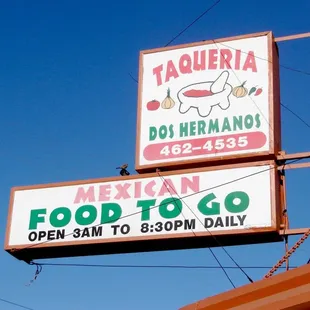 TAQUERIA
DOS HERMANOS
462-4535
MEXICAN
FOOD TO GO
OPEN 3AM TO 8:30PM DAILY